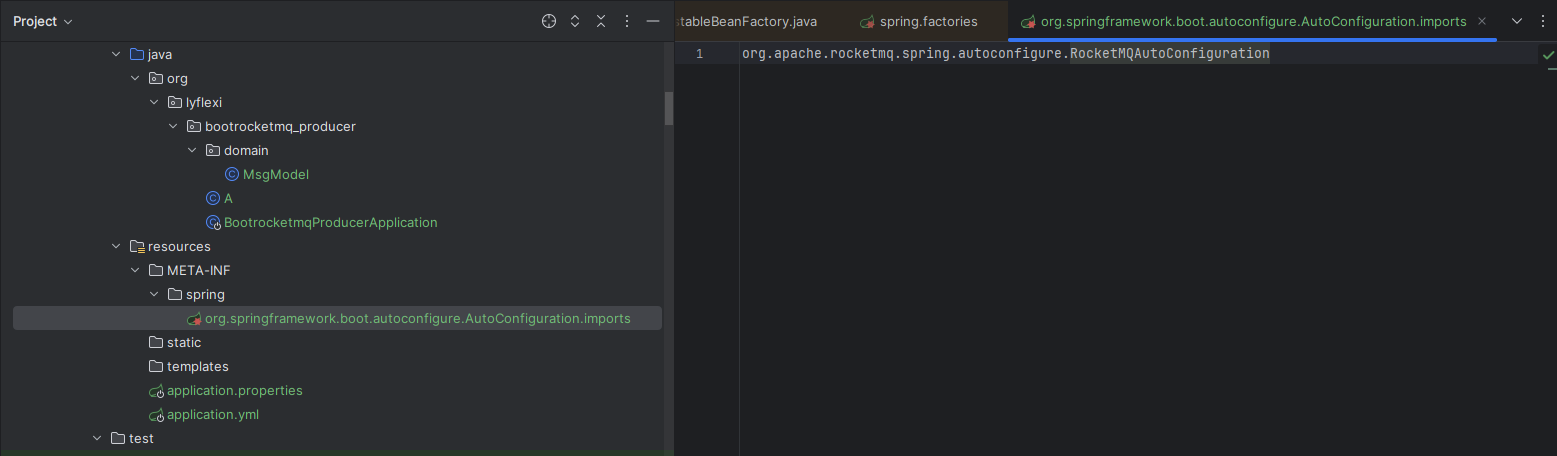 Project
java
org
lyflexi
bootrocketmq_producer
domain
MsgModel
A
BootrocketmqProducerApplication
resources
META-INF
spring
org.springframework.boot.autoconfigure.AutoConfiguration.imports
static
templates
application.properties
application.yml
test
tableBeanFactory.java
spring.factories
org.springframework.boot.autoconfigure.AutoConfiguration.imports
1 org.apache.rocketmq.spring.autoconfigure.RocketMQAutoConfiguration